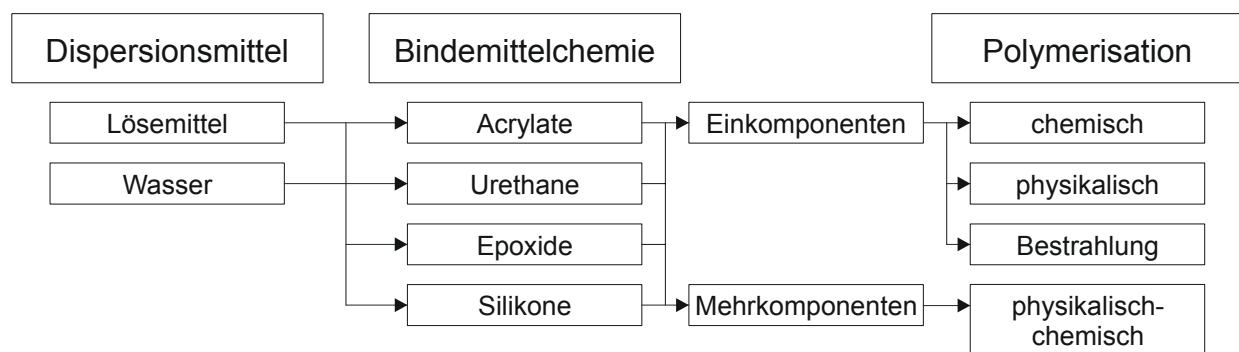 Dispersionsmittel
Bindemittelchemie
Polymerisation
Lösemittel
Acrylate
Einkomponenten
chemisch
Wasser
Urethane
physikalisch
Epoxide
Bestrahlung
Silikone
Mehrkomponenten
physikalisch-
chemisch